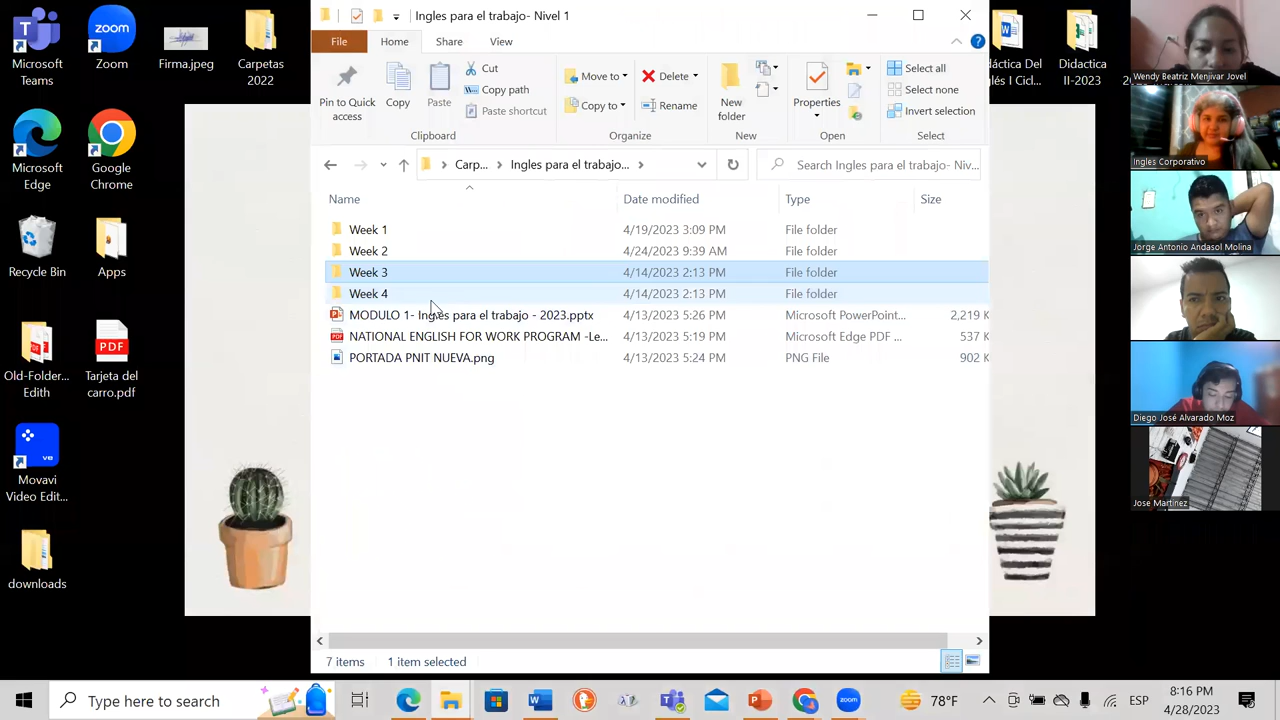 Microsoft Teams
Zoom
Firma.jpeg
Carpetas 2022
Microsoft Edge
Google Chrome
Recycle Bin
Apps
Old-Folder... Edith
Tarjeta del carro.pdf
Movavi Video Edit...
downloads
Ingles para el trabajo- Nivel 1
File
Home
Share
View
Pin to Quick access
Copy
Paste
Cut
Copy path
Paste shortcut
Clipboard
Move to
Copy to
Delete
Rename
Organize
New folder
New
Properties
Open
Select all
Select none
Invert selection
Select
Carp...
Ingles para el trabajo...
Search Ingles para el trabajo- Niv...
Name Date modified Type Size
Week 1 4/19/2023 3:09 PM File folder
Week 2 4/24/2023 9:39 AM File folder
Week 3 4/14/2023 2:13 PM File folder
Week 4 4/14/2023 2:13 PM File folder
MODULO 1- Ingles para el trabajo - 2023.pptx 4/13/2023 5:26 PM Microsoft PowerPoint... 2,219 K
NATIONAL ENGLISH FOR WORK PROGRAM -Le... 4/13/2023 5:19 PM Microsoft Edge PDF ... 537 K
PORTADA PNIT NUEVA.png 4/13/2023 5:24 PM PNG File 902 K
7 items 1 item selected
Didactica II-2023
Wendy Beatriz Menjivar Jovel
Ingles Corporativo
Jorge Antonio Andasol Molina
Diego José Alvarado Moz
Jose Martinez
Type here to search
78°F
ESP
8:16 PM
4/28/2023